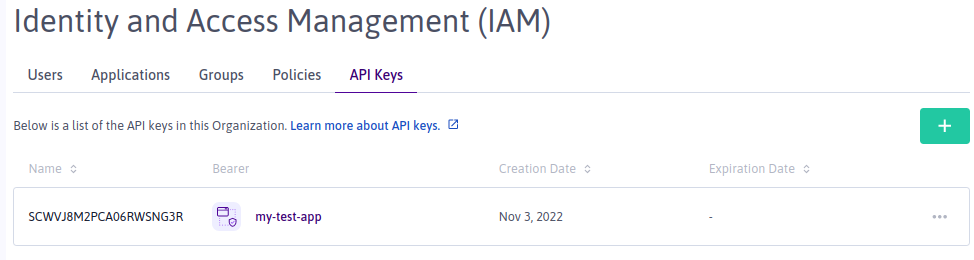 Identity and Access Management (IAM)
Users Applications Groups Policies API Keys
Below is a list of the API keys in this Organization. Learn more about API keys.
Name Bearer Creation Date Expiration Date
SCWVJ8M2PCA06RWSNG3R my-test-app Nov 3, 2022 -